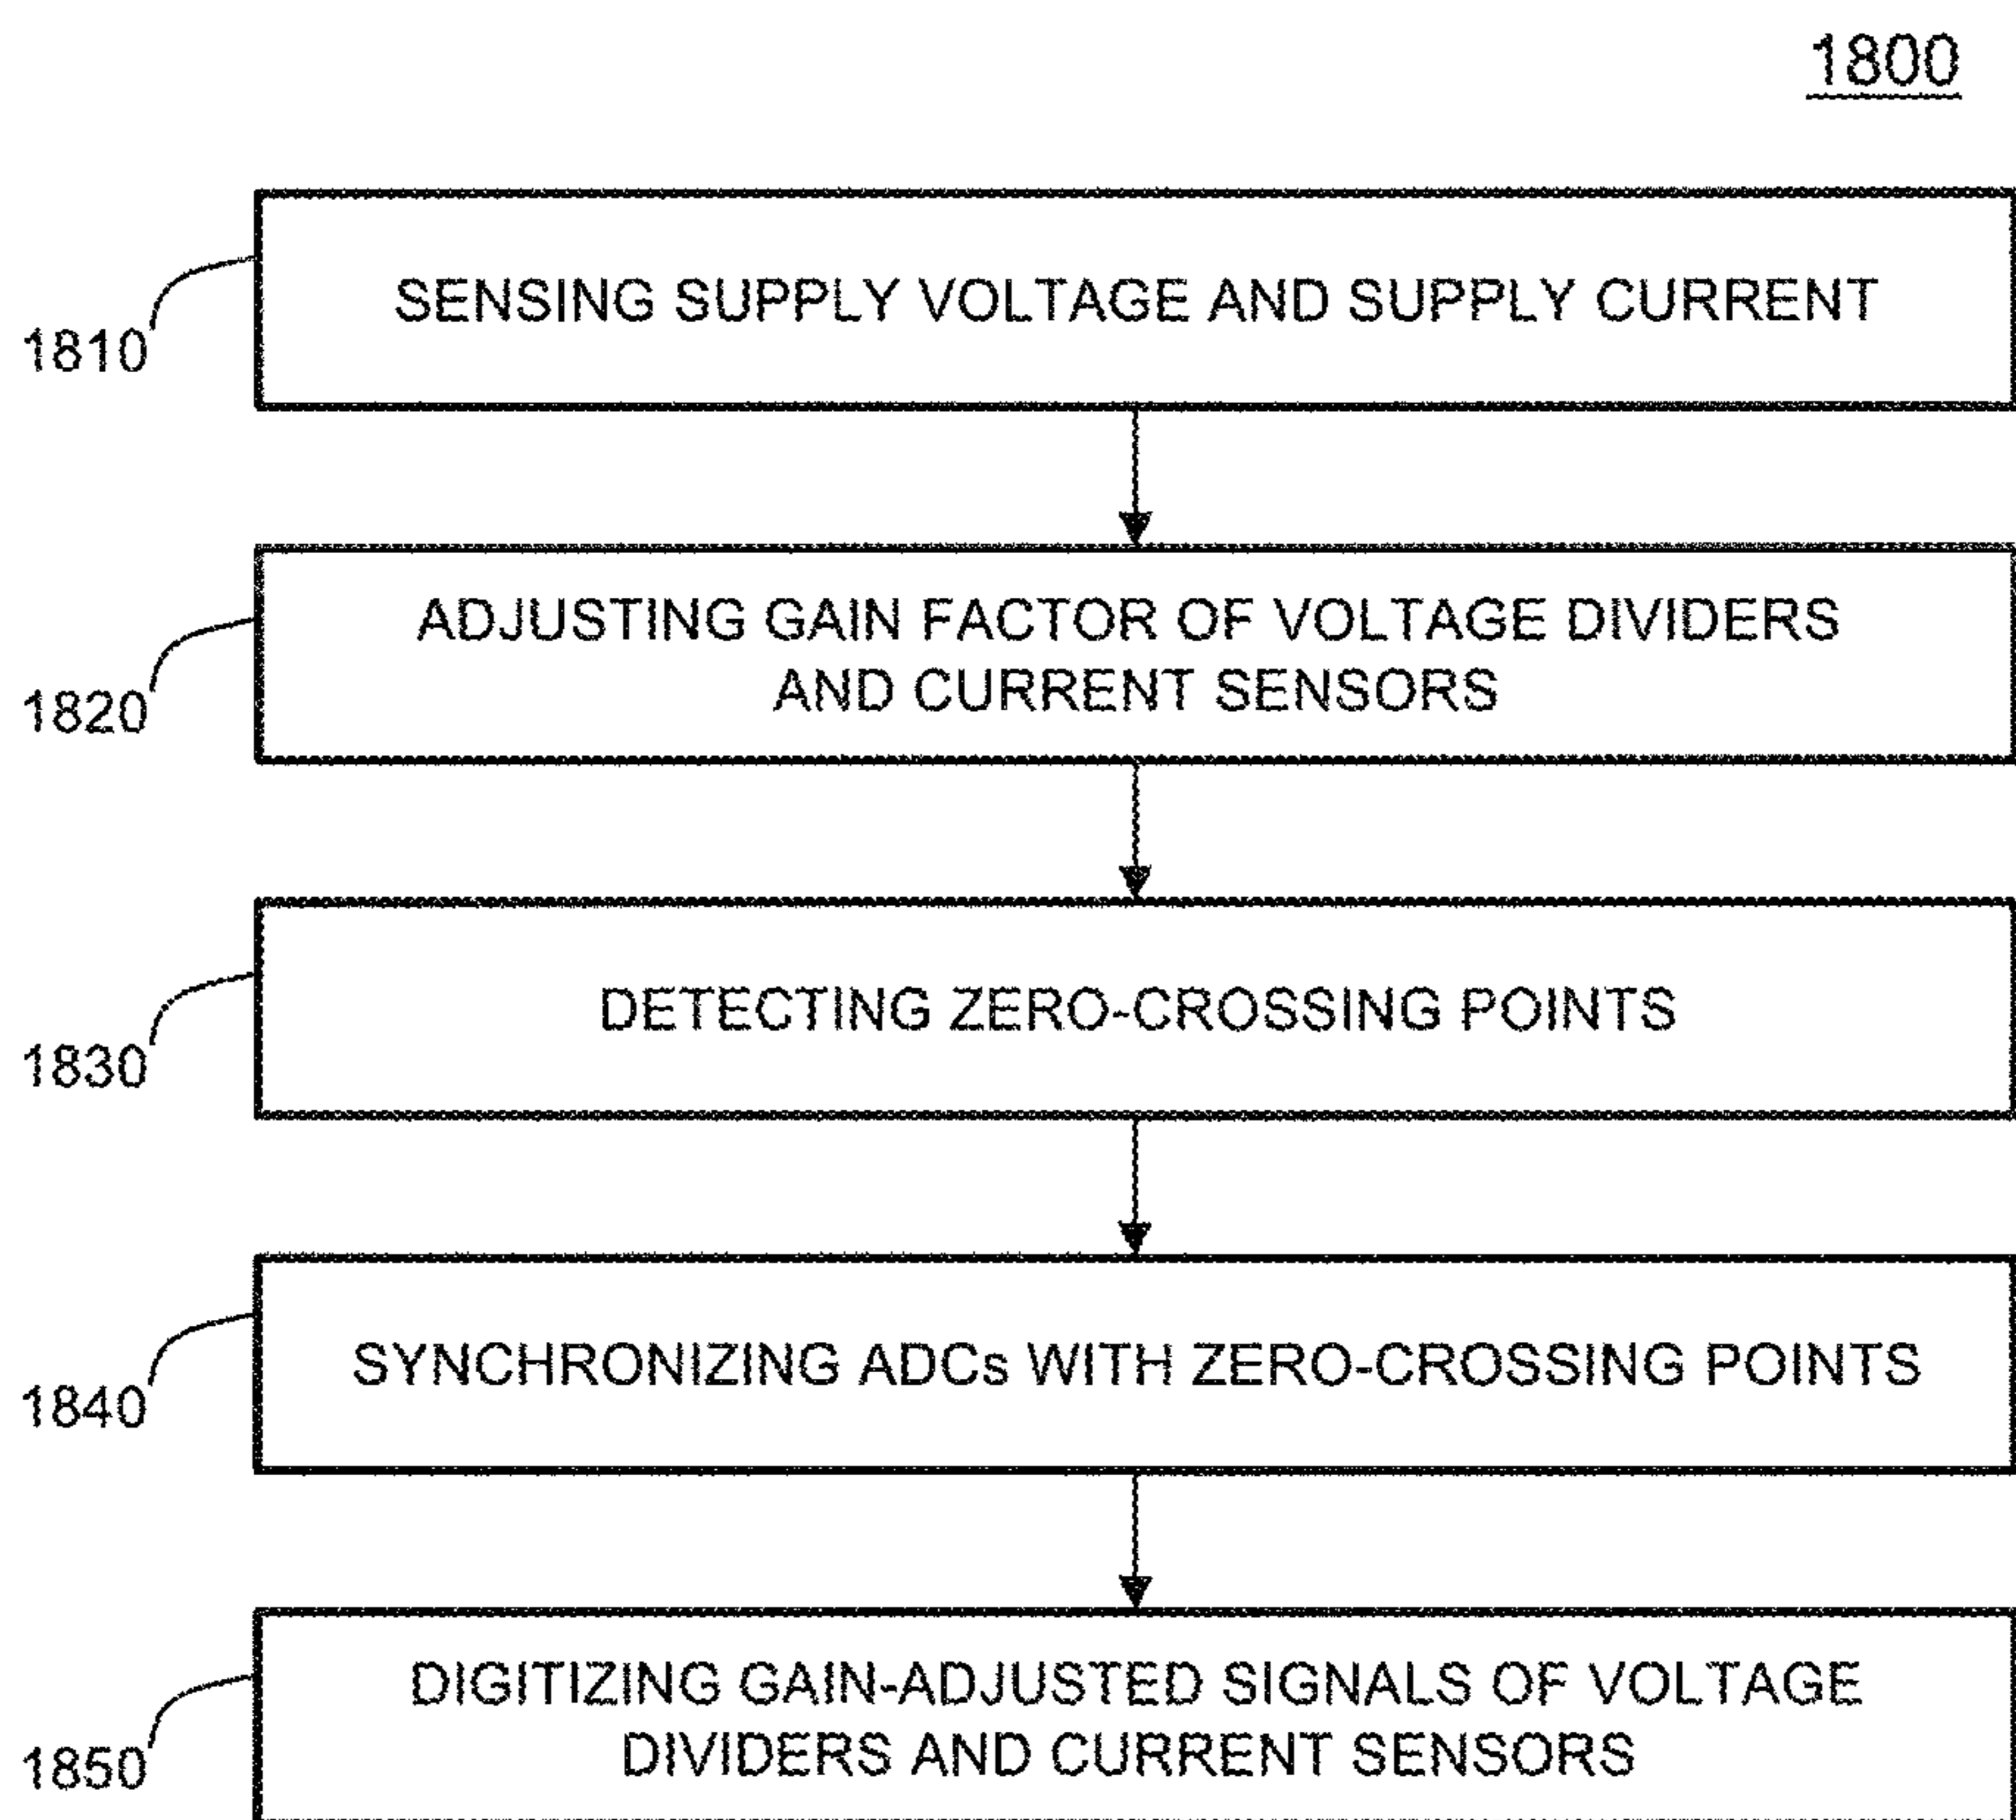 1800
1810
SENSING SUPPLY VOLTAGE AND SUPPLY CURRENT
1820
ADJUSTING GAIN FACTOR OF VOLTAGE DIVIDERS
AND CURRENT SENSORS
1830
DETECTING ZERO-CROSSING POINTS
1840
SYNCHRONIZING ADCs WITH ZERO-CROSSING POINTS
1850
DIGITIZING GAIN-ADJUSTED SIGNALS OF VOLTAGE
DIVIDERS AND CURRENT SENSORS